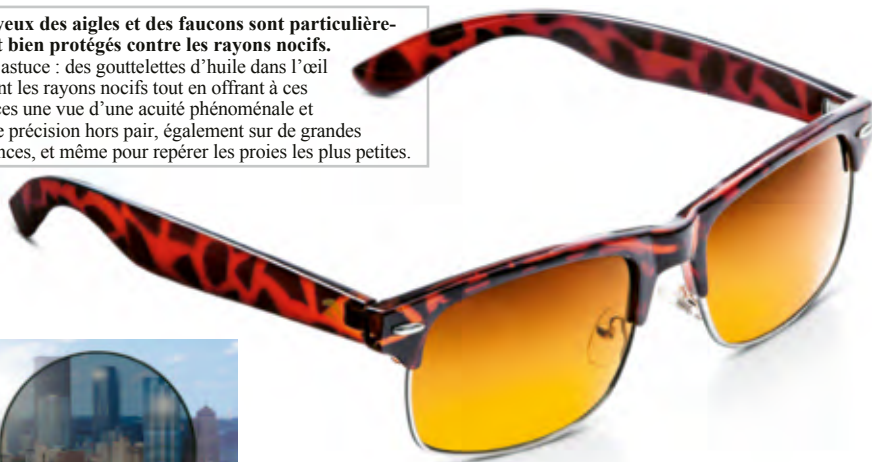 yeux des aigles et des faucons sont particulière-
t bien protégés contre les rayons nocifs.
astuce : des gouttelettes d’huile dans l’œil
nt les rayons nocifs tout en offrant à ces
ces une vue d’une acuité phénoménale et
e précision hors pair, également sur de grandes
nces, et même pour repérer les proies les plus petites.